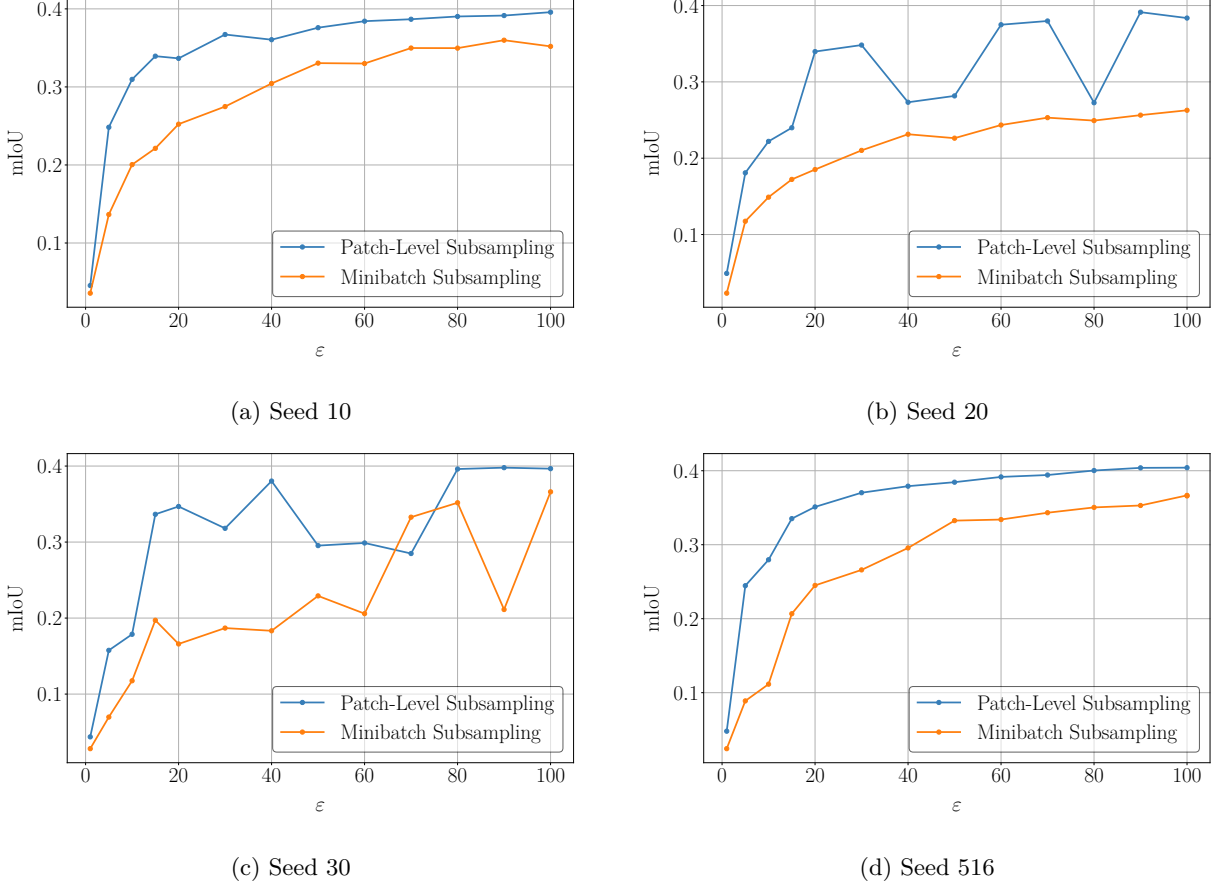 0.4
0.3
0.2
0.1
mIoU
0 20 40 60 80 100
ε
Patch-Level Subsampling
Minibatch Subsampling
(a) Seed 10
0.4
0.3
0.2
0.1
mIoU
0 20 40 60 80 100
ε
Patch-Level Subsampling
Minibatch Subsampling
(b) Seed 20
0.4
0.3
0.2
0.1
mIoU
0 20 40 60 80 100
ε
Patch-Level Subsampling
Minibatch Subsampling
(c) Seed 30
0.4
0.3
0.2
0.1
mIoU
0 20 40 60 80 100
ε
Patch-Level Subsampling
Minibatch Subsampling
(d) Seed 516